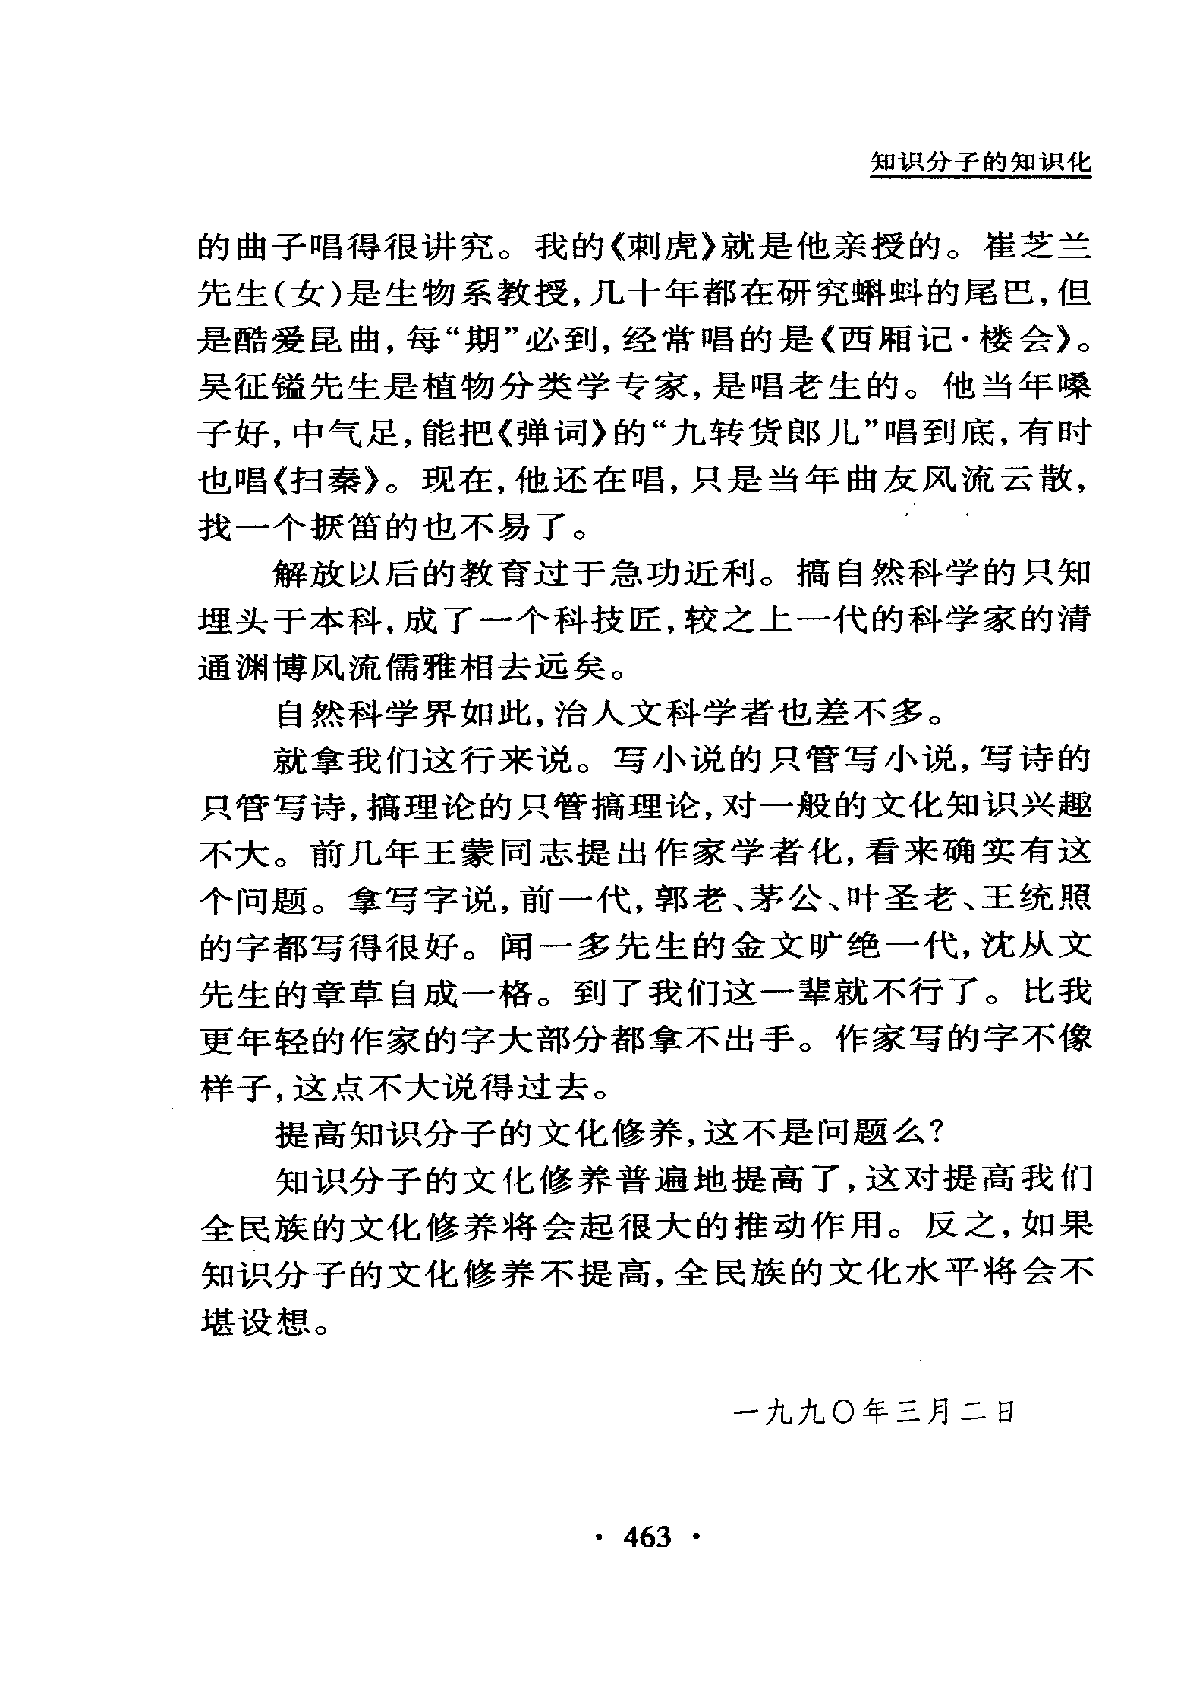 知识分子的知识化
的曲子唱得很讲究。我的《刺虎》就是他亲授的。崔芝兰
先生(女)是生物系教授,几十年都在研究蝌蚪的尾巴,但
是酷爱昆曲,每“期”必到,经常唱的是《西厢记·楼会》。
吴征镒先生是植物分类学专家,是唱老生的。他当年嗓
子好,中气足,能把《弹词》的“九转货郎儿”唱到底,有时
也唱《扫秦》。现在,他还在唱,只是当年曲友风流云散,
找一个撅笛的也不易了。
解放以后的教育过于急功近利。搞自然科学的只知
埋头于本科,成了一个科技匠,较之上一代的科学家的清
通渊博风流儒雅相去远矣。
自然科学界如此,治人文科学者也差不多。
就拿我们这行来说。写小说的只管写小说,写诗的
只管写诗,搞理论的只管搞理论,对一般的文化知识兴趣
不大。前几年王蒙同志提出作家学者化,看来确实有这
个问题。拿写字说,前一代,郭老、茅公、叶圣老、王统照
的字都写得很好。闻一多先生的金文旷绝一代,沈从文
先生的章草自成一格。到了我们这一辈就不行了。比我
更年轻的作家的字大部分都拿不出手。作家写的字不像
样子,这点不大说得过去。
提高知识分子的文化修养,这不是问题么?
知识分子的文化修养普遍地提高了,这对提高我们
全民族的文化修养将会起很大的推动作用。反之,如果
知识分子的文化修养不提高,全民族的文化水平将会不
堪设想。
一九九〇年三月二日
· 463 ·